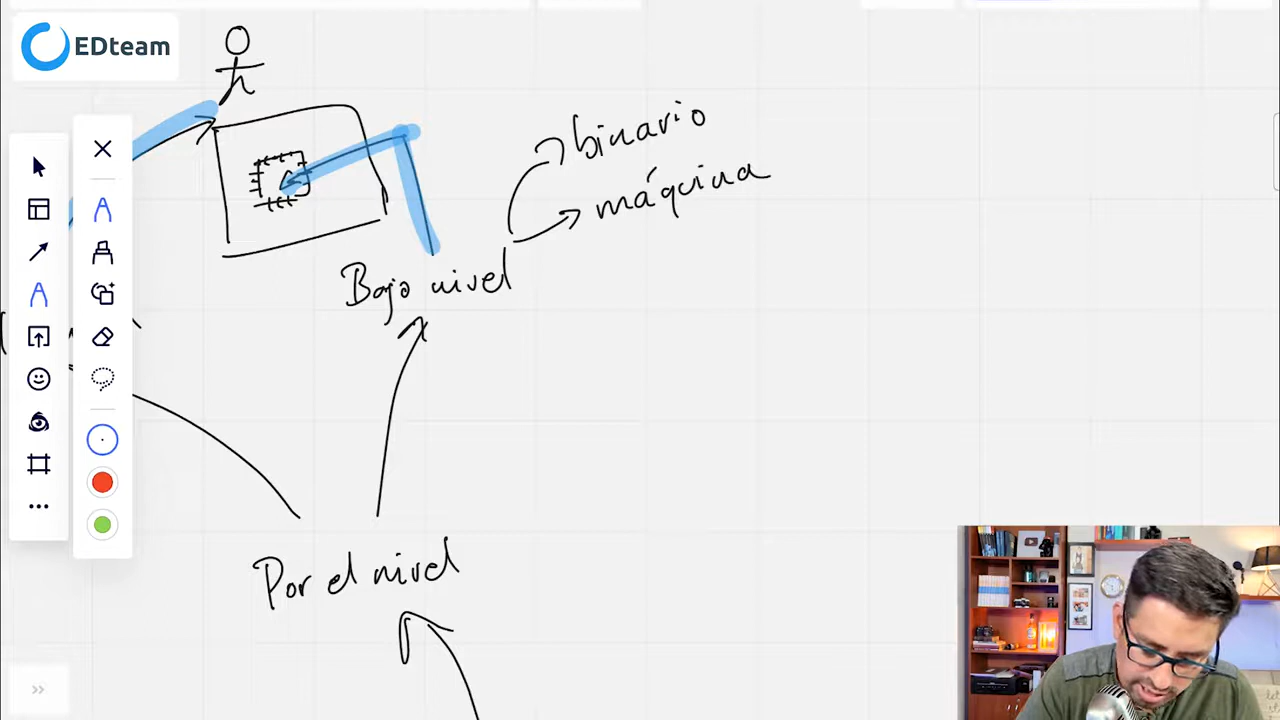 EDteam
binario
máquina
Bajo nivel
Por el nivel